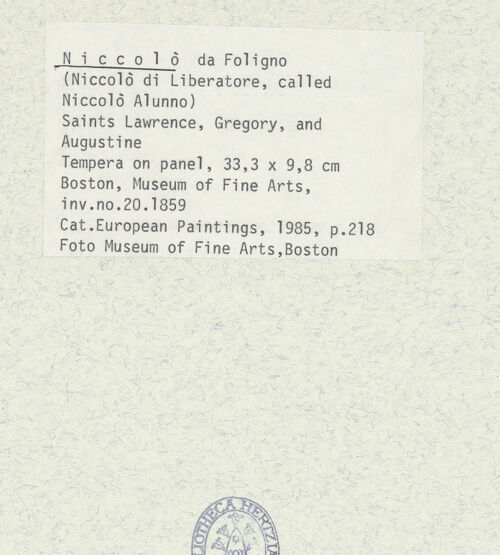 N i c c o l ò da Foligno
(Niccolò di Liberatore, called
Niccolò Alunno)
Saints Lawrence, Gregory, and
Augustine
Tempera on panel, 33,3 x 9,8 cm
Boston, Museum of Fine Arts,
inv.no.20.1859
Cat.European Paintings, 1985, p.218
Foto Museum of Fine Arts,Boston
BLIOTHECA HERTZIA